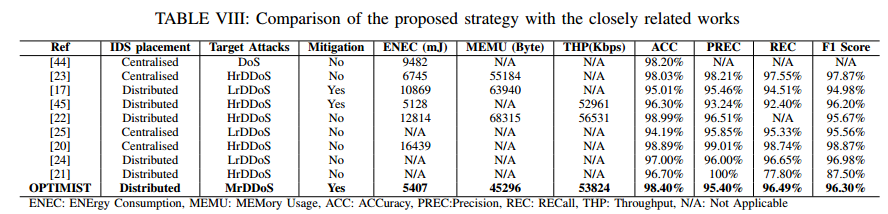 TABLE VIII: Comparison of the proposed strategy with the closely related works
Ref IDS placement Target Attacks Mitigation ENEC (mJ) MEMU (Byte) THP(Kbps) ACC PREC REC F1 Score
[44] Centralised DoS No 9482 N/A N/A 98.20% N/A N/A N/A
[23] Centralised HrDDoS No 6745 55184 N/A 98.03% 98.21% 97.55% 97.87%
[17] Distributed LrDDoS Yes 10869 63940 N/A 95.01% 95.46% 94.51% 94.98%
[45] Distributed HrDDoS Yes 5128 N/A 52961 96.30% 93.24% 92.40% 96.20%
[22] Distributed HrDDoS No 12814 68315 56531 98.99% 96.51% N/A 95.67%
[25] Centralised LrDDoS No N/A N/A N/A 94.19% 95.85% 95.33% 95.56%
[20] Centralised HrDDoS No 16439 N/A N/A 98.89% 99.01% 98.74% 98.87%
[24] Distributed LrDDoS No N/A N/A N/A 97.00% 96.00% 96.65% 96.98%
[21] Distributed HrDDoS No N/A N/A N/A 96.70% 100% 77.80% 87.50%
OPTIMIST Distributed MrDDoS Yes 5407 45296 53824 98.40% 95.40% 96.49% 96.30%
ENEC: ENErgy Consumption, MEMU: MEMory Usage, ACC: ACCuracy, PREC:Precision, REC: RECall, THP: Throughput, N/A: Not Applicable